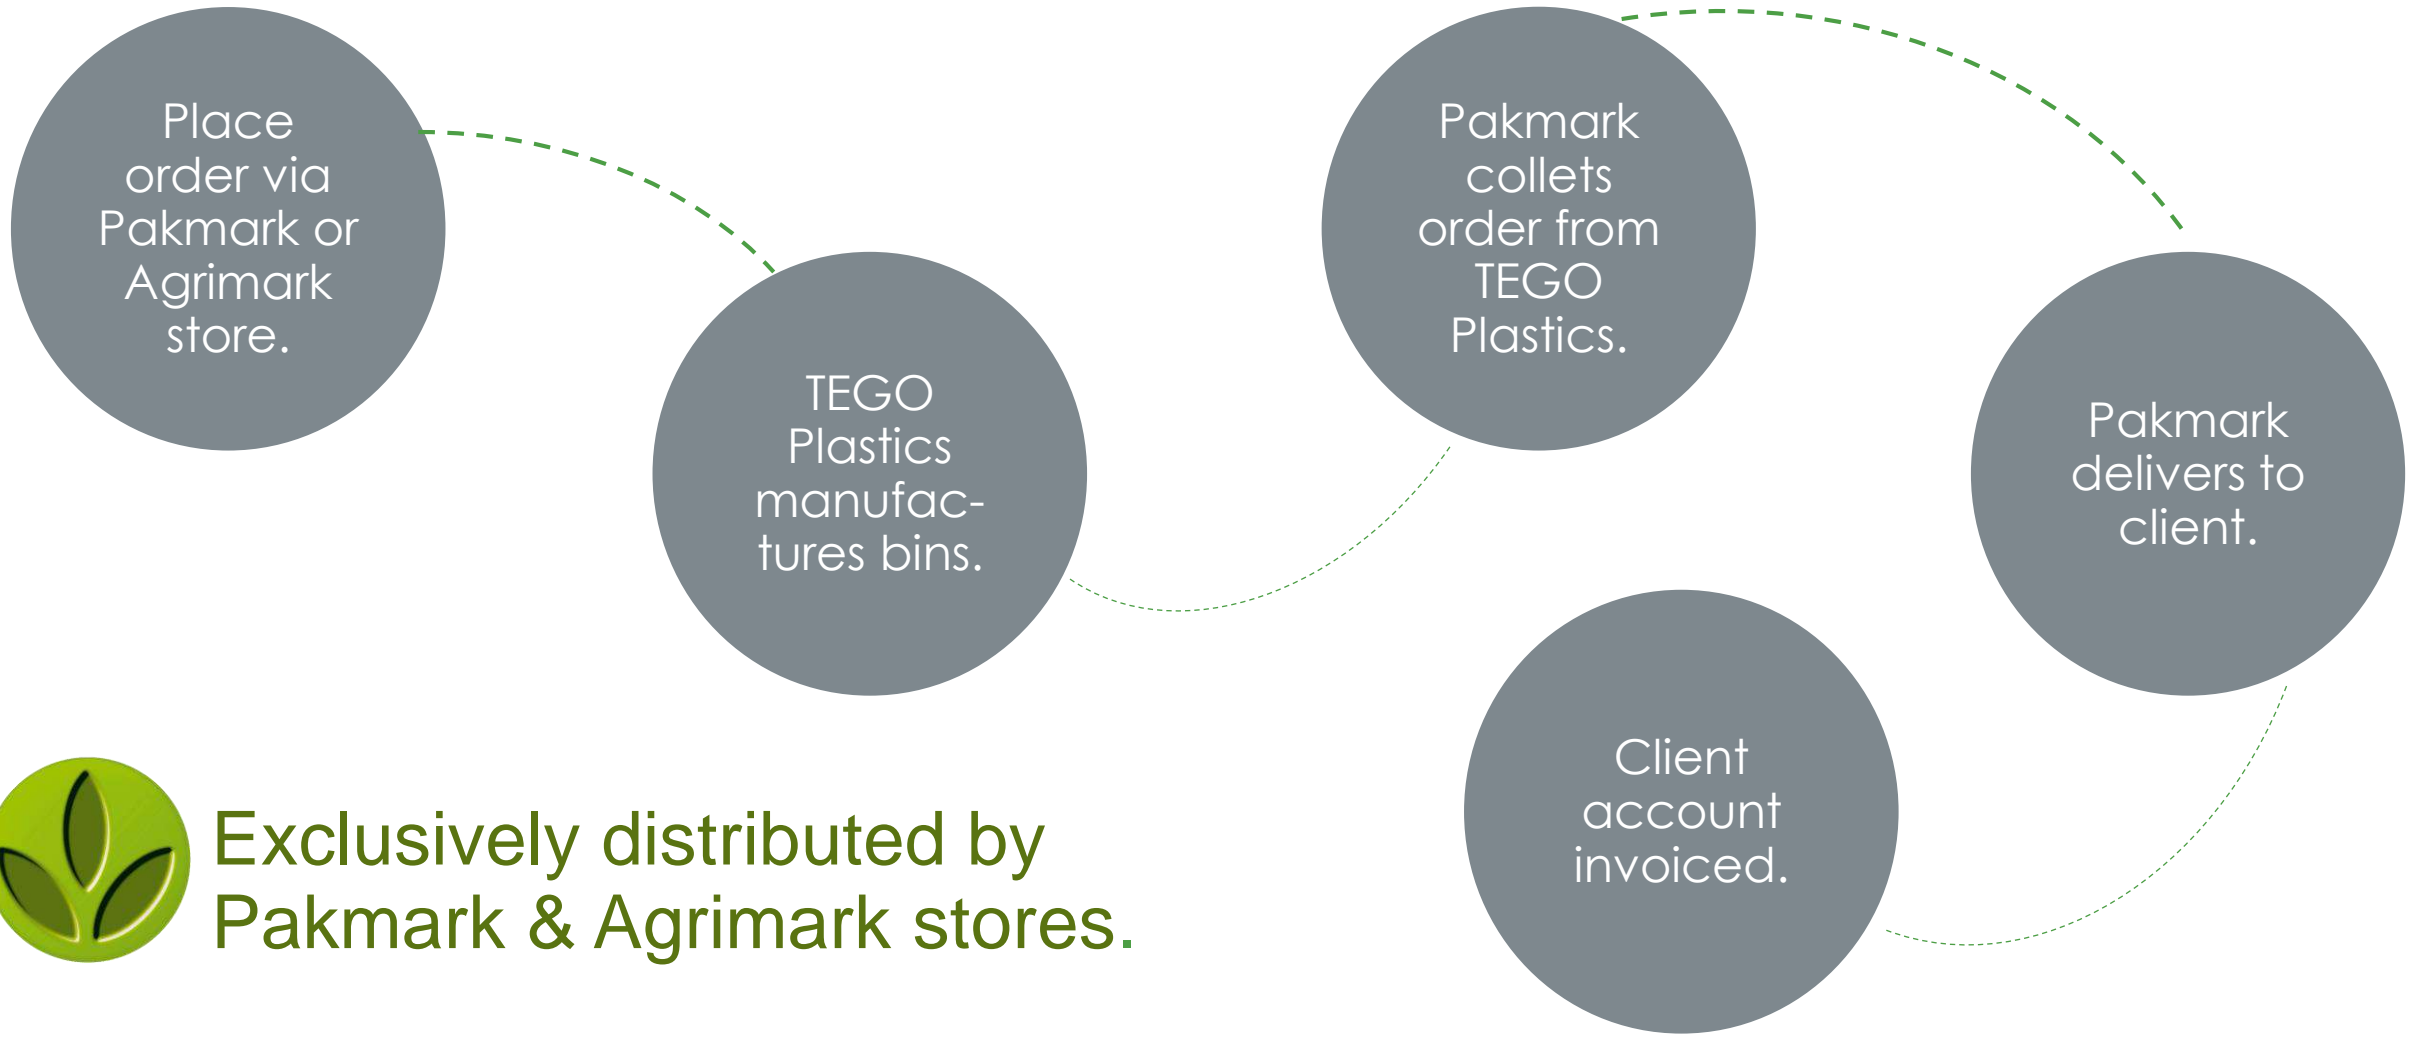 Place
order via
Pakmark or
Agrimark
store.
TEGO
Plastics
manufac-
tures bins.
Pakmark
collets
order from
TEGO
Plastics.
Pakmark
delivers to
client.
Client
account
invoiced.
Exclusively distributed by
Pakmark & Agrimark stores.